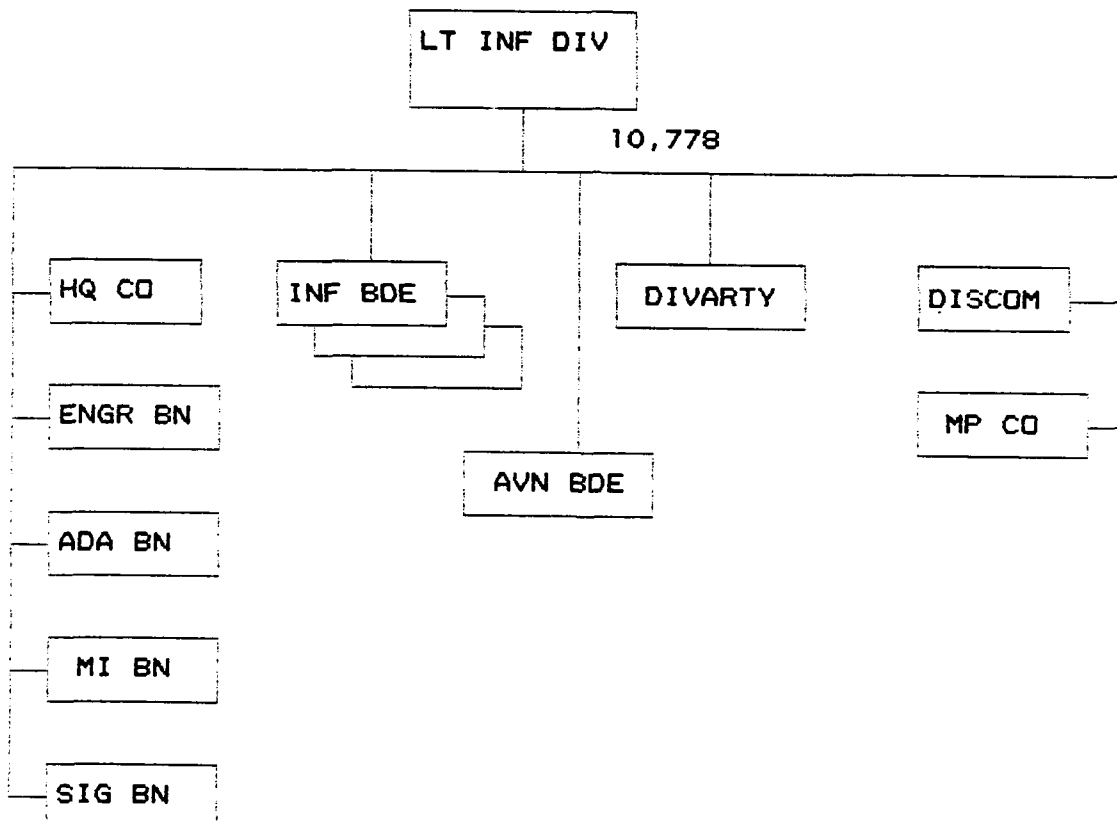 LT INF DIV
10,778
HQ CO
INF BDE
DIVARTY
DISCOM
ENGR BN
MP CO
AVN BDE
ADA BN
MI BN
SIG BN